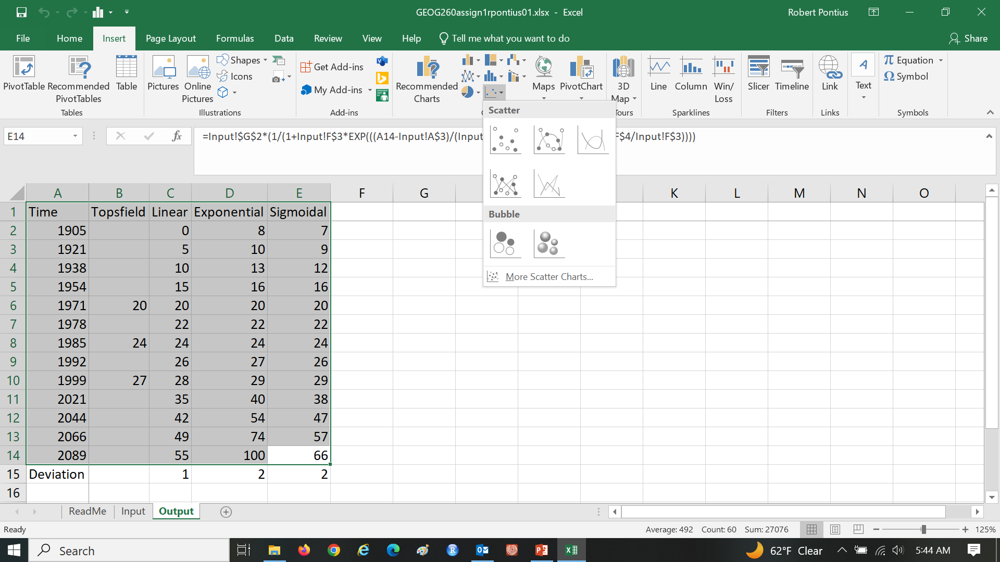 GEOG260assign1rpontius01.xlsx - Excel
Robert Pontius
File Home Insert Page Layout Formulas Data Review View Help Tell me what you want to do Share
PivotTable Recommended PivotTables Table
Tables
Pictures Online Pictures Shapes Icons
Illustrations
Get Add-ins
My Add-ins
Add-ins
Recommended Charts
Maps PivotChart
3D Map
Tours
Line Column Win/Loss
Sparklines
Slicer Timeline
Filters
Link
Links
Text
Equation
Symbol
Symbols
Scatter
Bubble
More Scatter Charts...
E14 fx =Input!$G$2*(1/(1+Input!F$3*EXP(((A14-Input!A$3)/(Input F$4/Input!F$3))))
A B C D E F G K L M N O
1 Time Topsfield Linear Exponential Sigmoidal
2 1905 0 8 7
3 1921 5 10 9
4 1938 10 13 12
5 1954 15 16 16
6 1971 20 20 20 20
7 1978 22 22 22
8 1985 24 24 24 24
9 1992 26 27 26
10 1999 27 28 29 29
11 2021 35 40 38
12 2044 42 54 47
13 2066 49 74 57
14 2089 55 100 66
15 Deviation 1 2 2
16
ReadMe Input Output
Ready Average: 492 Count: 60 Sum: 27076 125%
Search 62°F Clear 5:44 AM